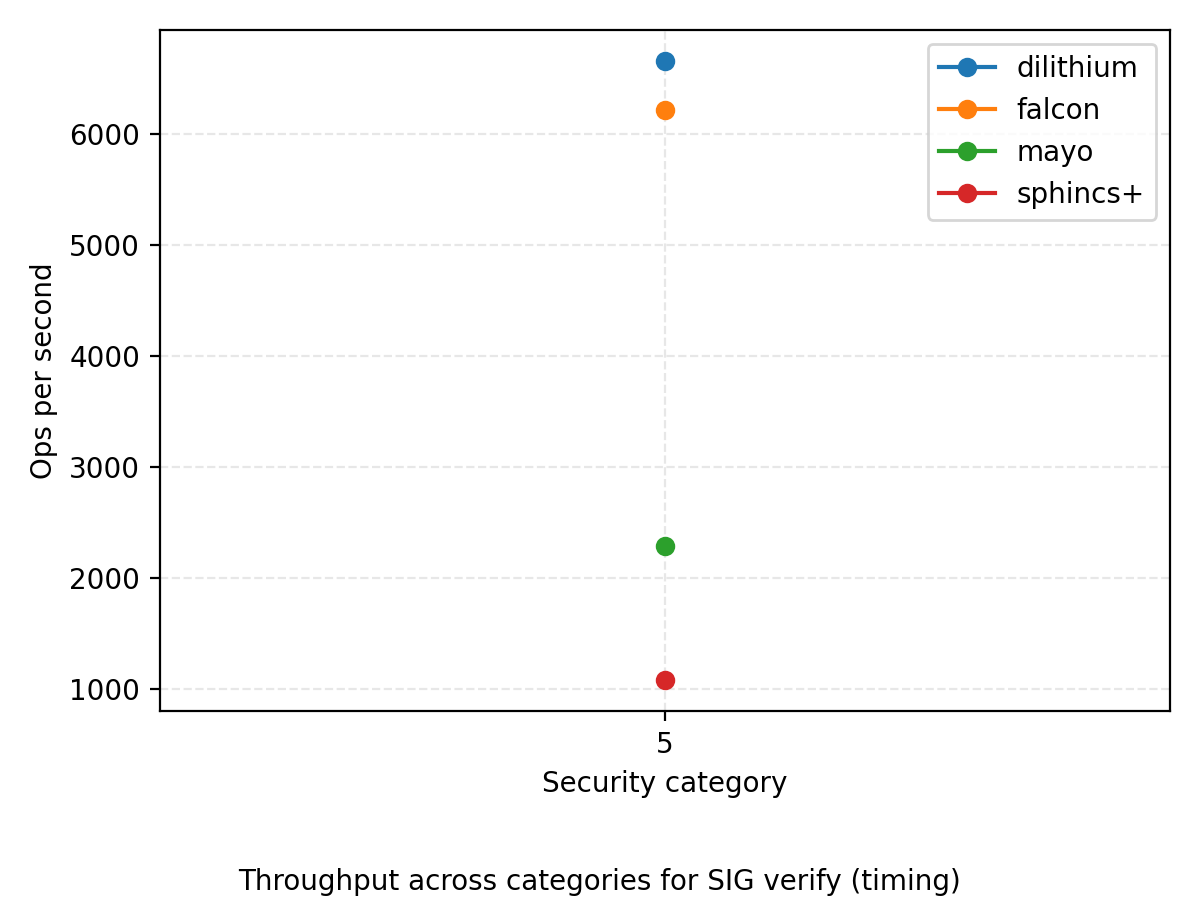 dilithium
falcon
mayo
sphincs+
6000
5000
4000
3000
2000
1000
Ops per second
5
Security category
Throughput across categories for SIG verify (timing)